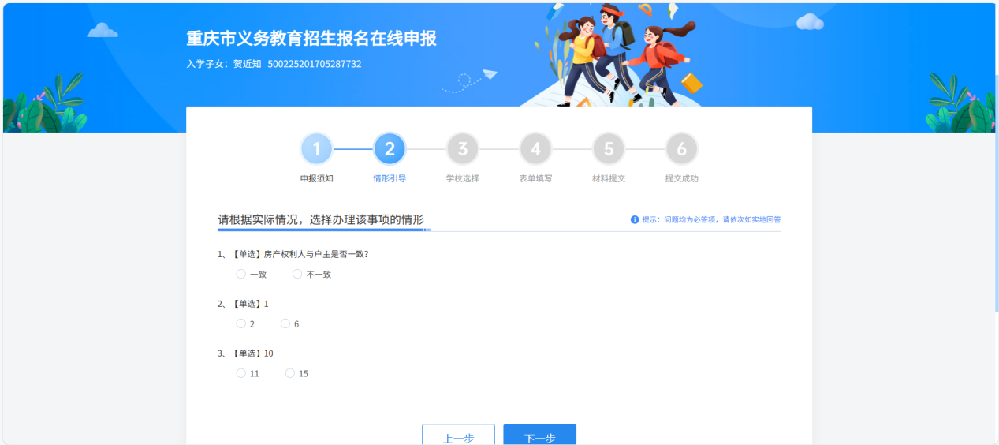 重庆市义务教育招生报名在线申报
入学子女：贺近知 500225201705287732
1 2 3 4 5 6
申报须知 情形引导 学校选择 表单填写 材料提交 提交成功
请根据实际情况，选择办理该事项的情形
提示：问题均为必答项，请依次如实地回答
1、【单选】房产权利人与户主是否一致？
一致 不一致
2、【单选】1
2 6
3、【单选】10
11 15
上一步 下一步